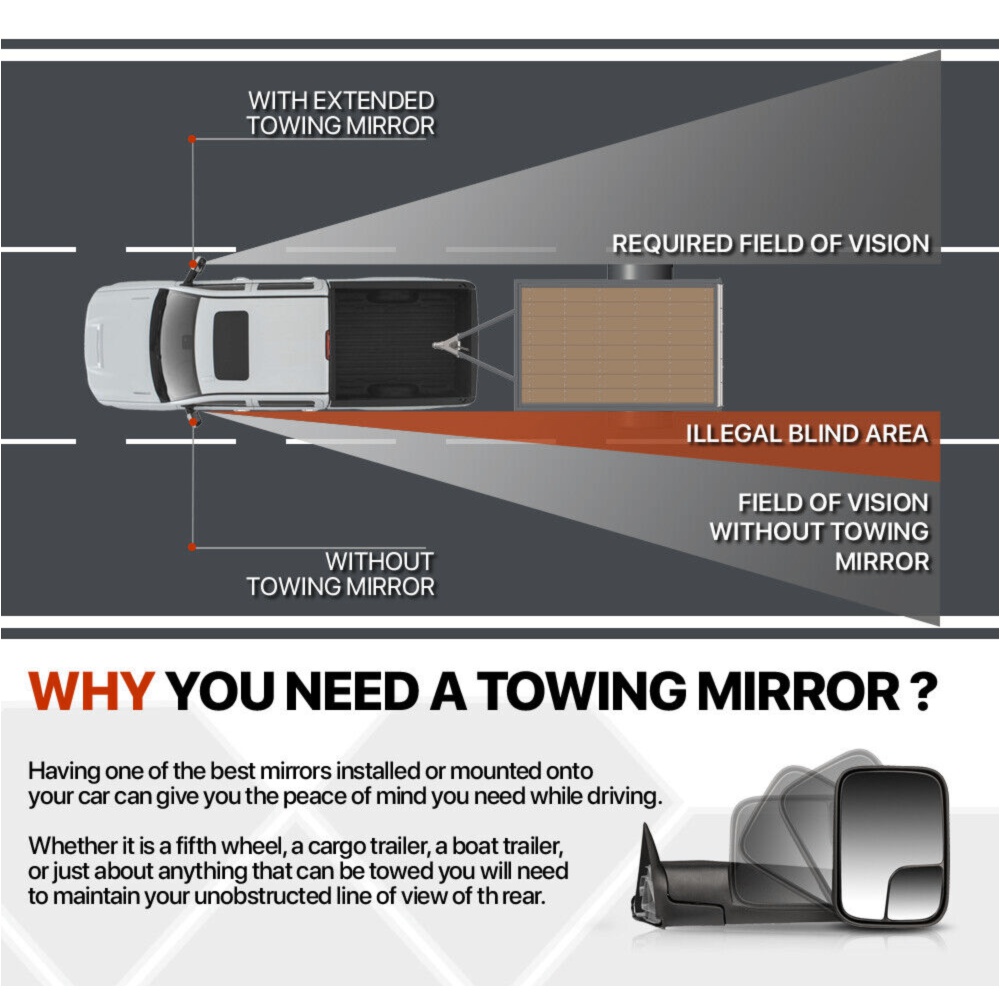 WITH EXTENDED
TOWING MIRROR
REQUIRED FIELD OF VISION
ILLEGAL BLIND AREA
FIELD OF VISION
WITHOUT TOWING
MIRROR
WITHOUT
TOWING MIRROR
WHY YOU NEED A TOWING MIRROR ?
Having one of the best mirrors installed or mounted onto
your car can give you the peace of mind you need while driving.
Whether it is a fifth wheel, a cargo trailer, a boat trailer,
or just about anything that can be towed you will need
to maintain your unobstructed line of view of th rear.